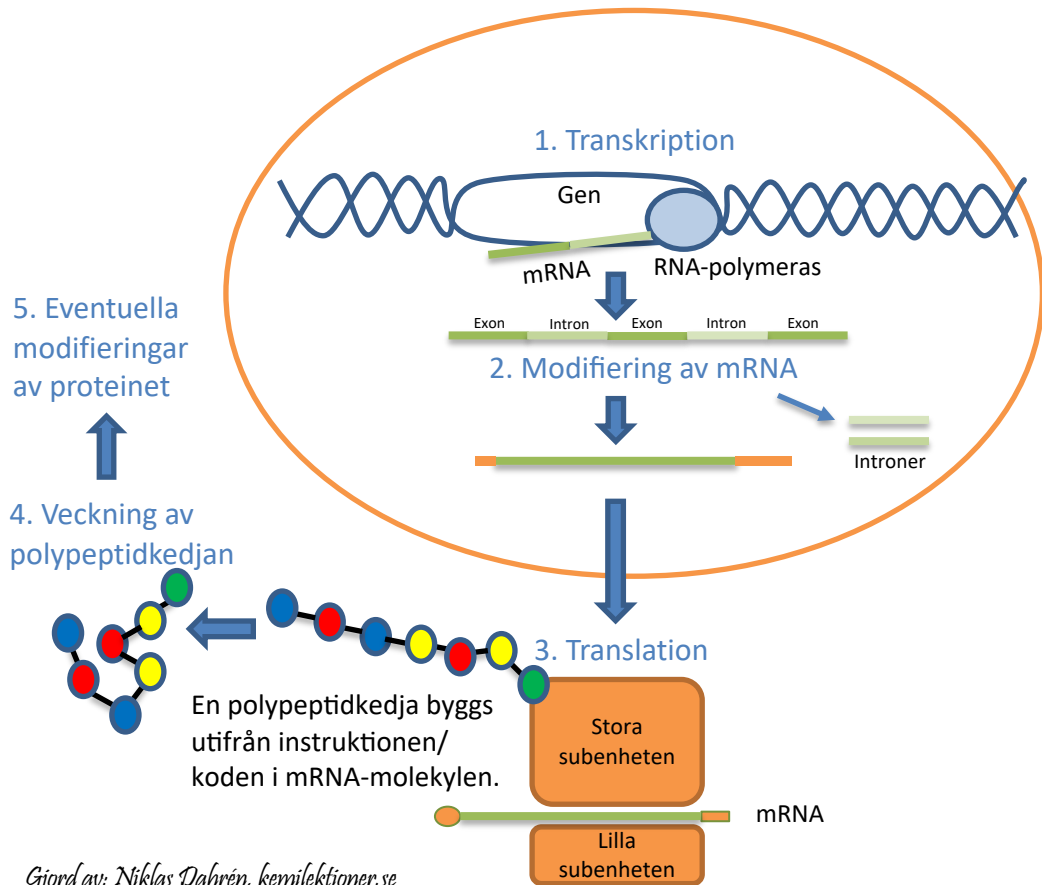 1. Transkription
Gen
mRNA
RNA-polymeras
Exon Intron Exon Intron Exon
2. Modifiering av mRNA
Introner
3. Translation
Stora
subenheten
mRNA
Lilla
subenheten
En polypeptidkedja byggs
utifrån instruktionen/
koden i mRNA-molekylen.
4. Veckning av
polypeptidkedjan
5. Eventuella
modifieringar
av proteinet
Gjord av: Niklas Dahrén, kemilektioner.se